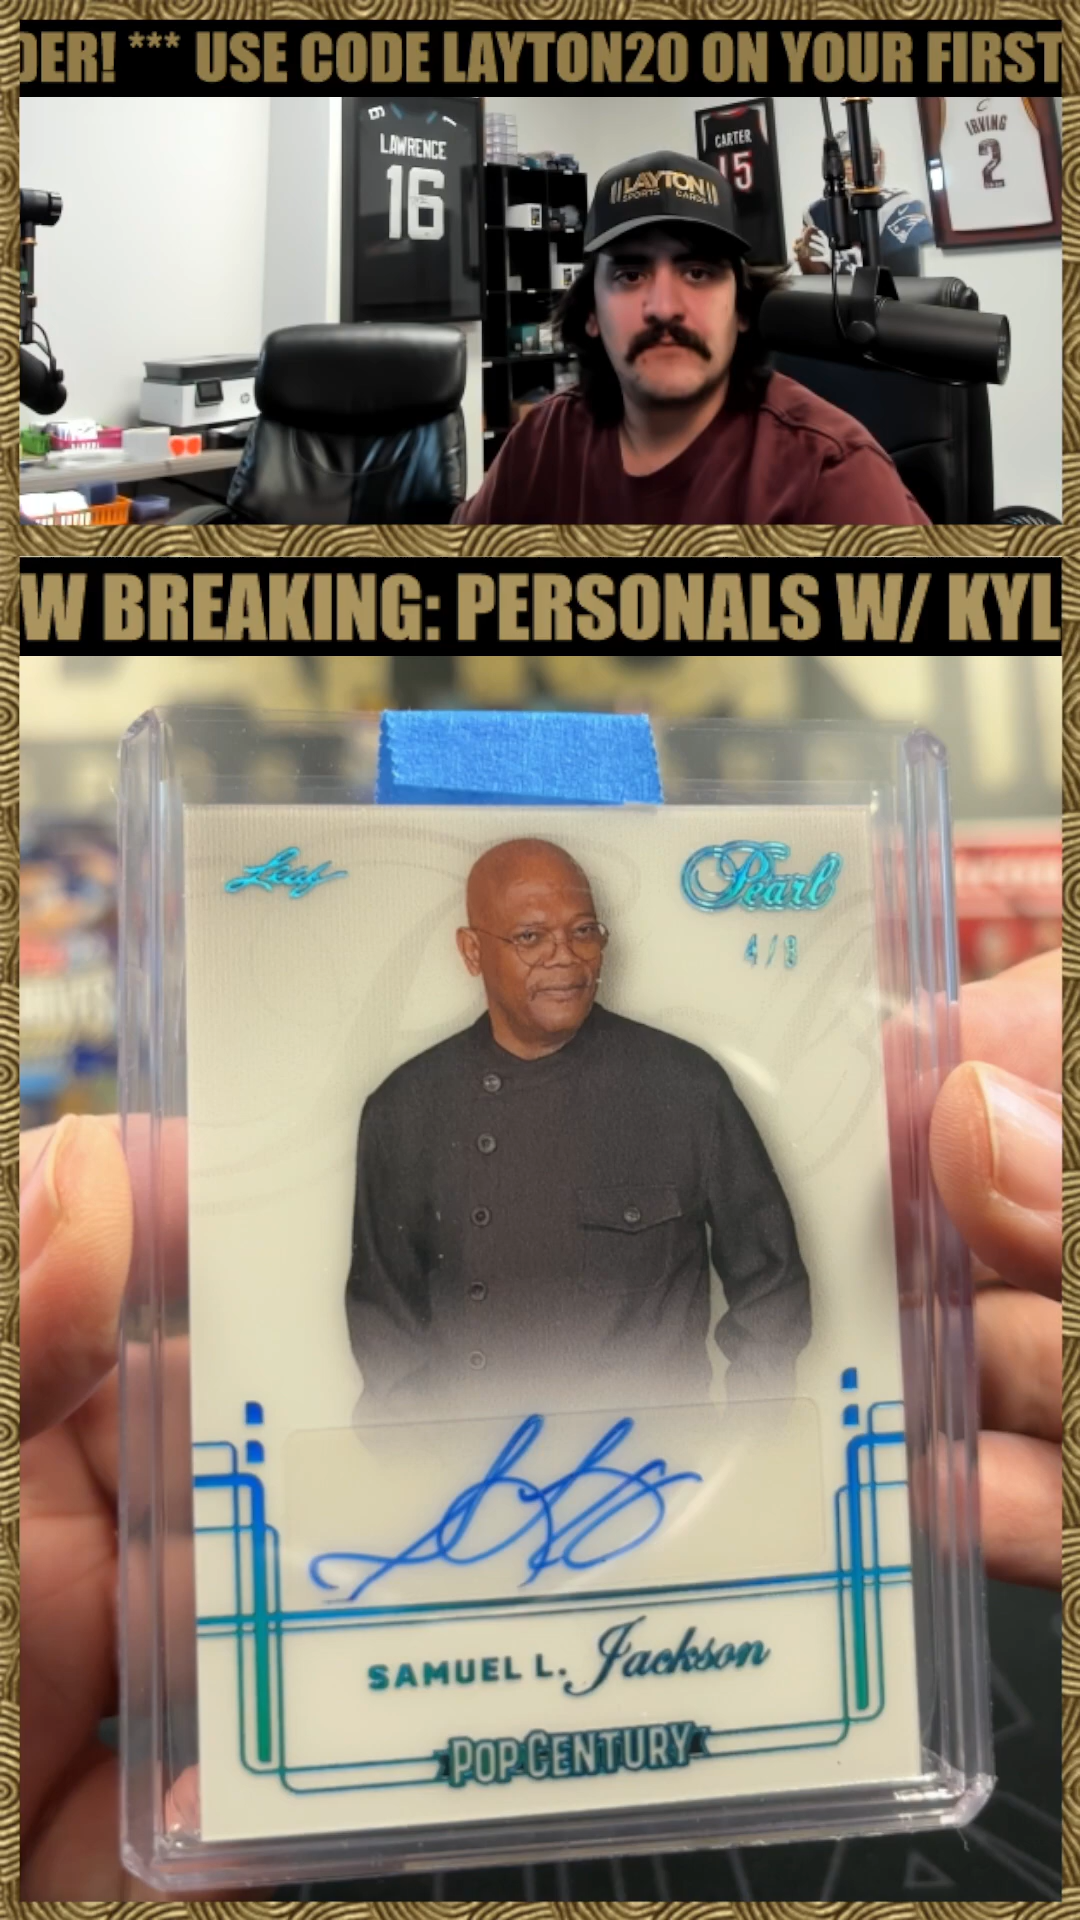 DER! *** USE CODE LAYTON20 ON YOUR FIRST
LAWRENCE
16
CARTER
15
IRVING
2
LAYTON
SPORTS CARDS
W BREAKING: PERSONALS W/ KYL
Leaf
Pearl
4/8
SAMUEL L. Jackson
POP CENTURY